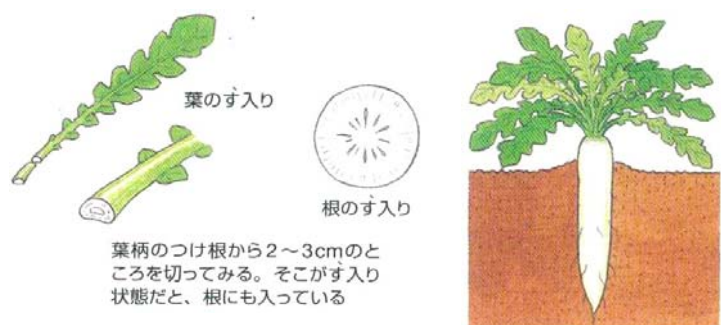 葉のす入り
根のす入り
葉柄のつけ根から2〜3cmのと
ころを切ってみる。そこがす入り
状態だと、根にも入っている